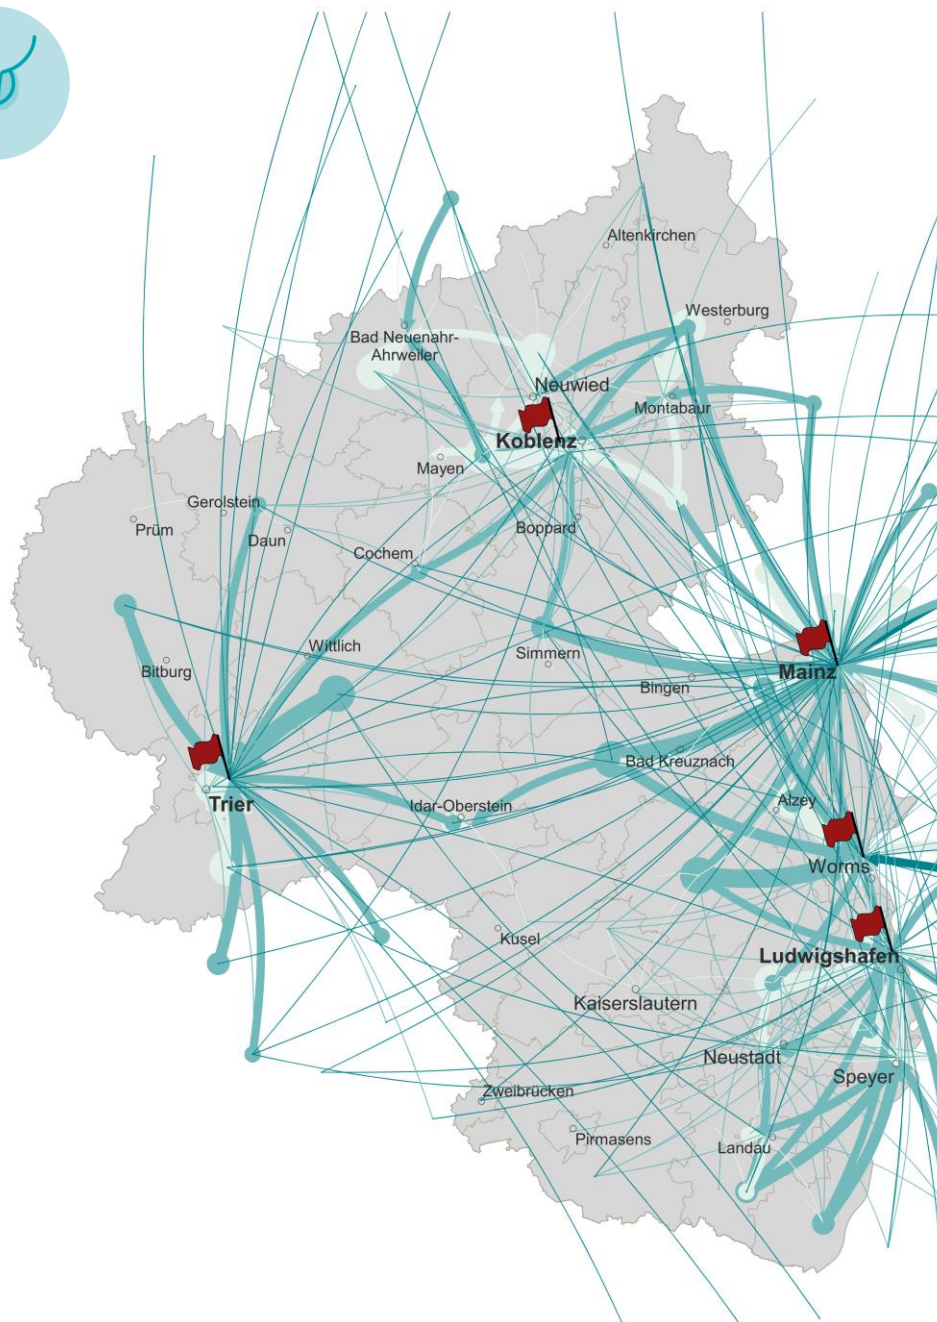 Altenkirchen
Westerburg
Bad Neuenahr-
Ahrweiler
Neuwied
Montabaur
Koblenz
Mayen
Gerolstein
Prüm
Daun
Boppard
Cochem
Wittlich
Simmern
Bitburg
Mainz
Bingen
Bad Kreuznach
Trier
Idar-Oberstein
Alzey
Worms
Kusel
Ludwigshafen
Kaiserslautern
Neustadt
Speyer
Zweibrücken
Pirmasens
Landau